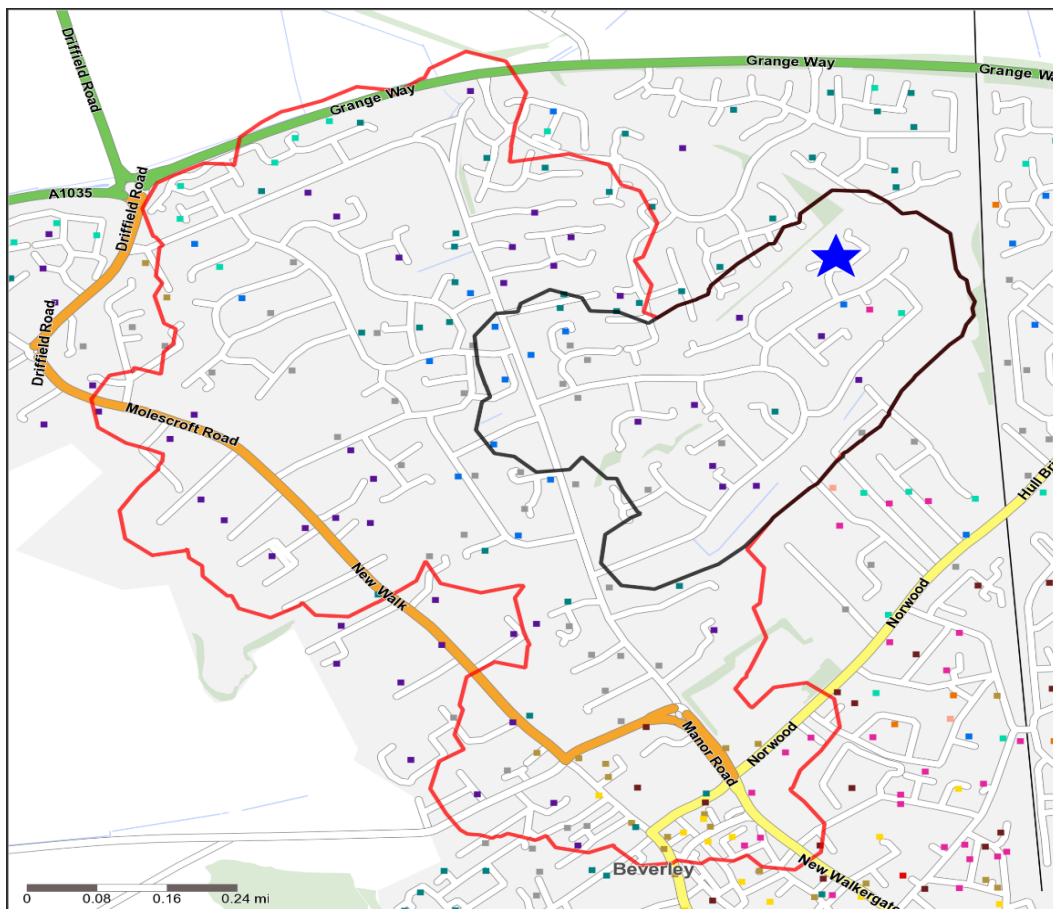 Driffield Road
Grange Way
Grange Way
Grange Wa
A1035
Driffield Road
Driffield Road
Molescroft Road
Hull Bri
New Walk
Norwood
Manor Road
Norwood
Beverley
New Walkergate
0 0.08 0.16 0.24 mi